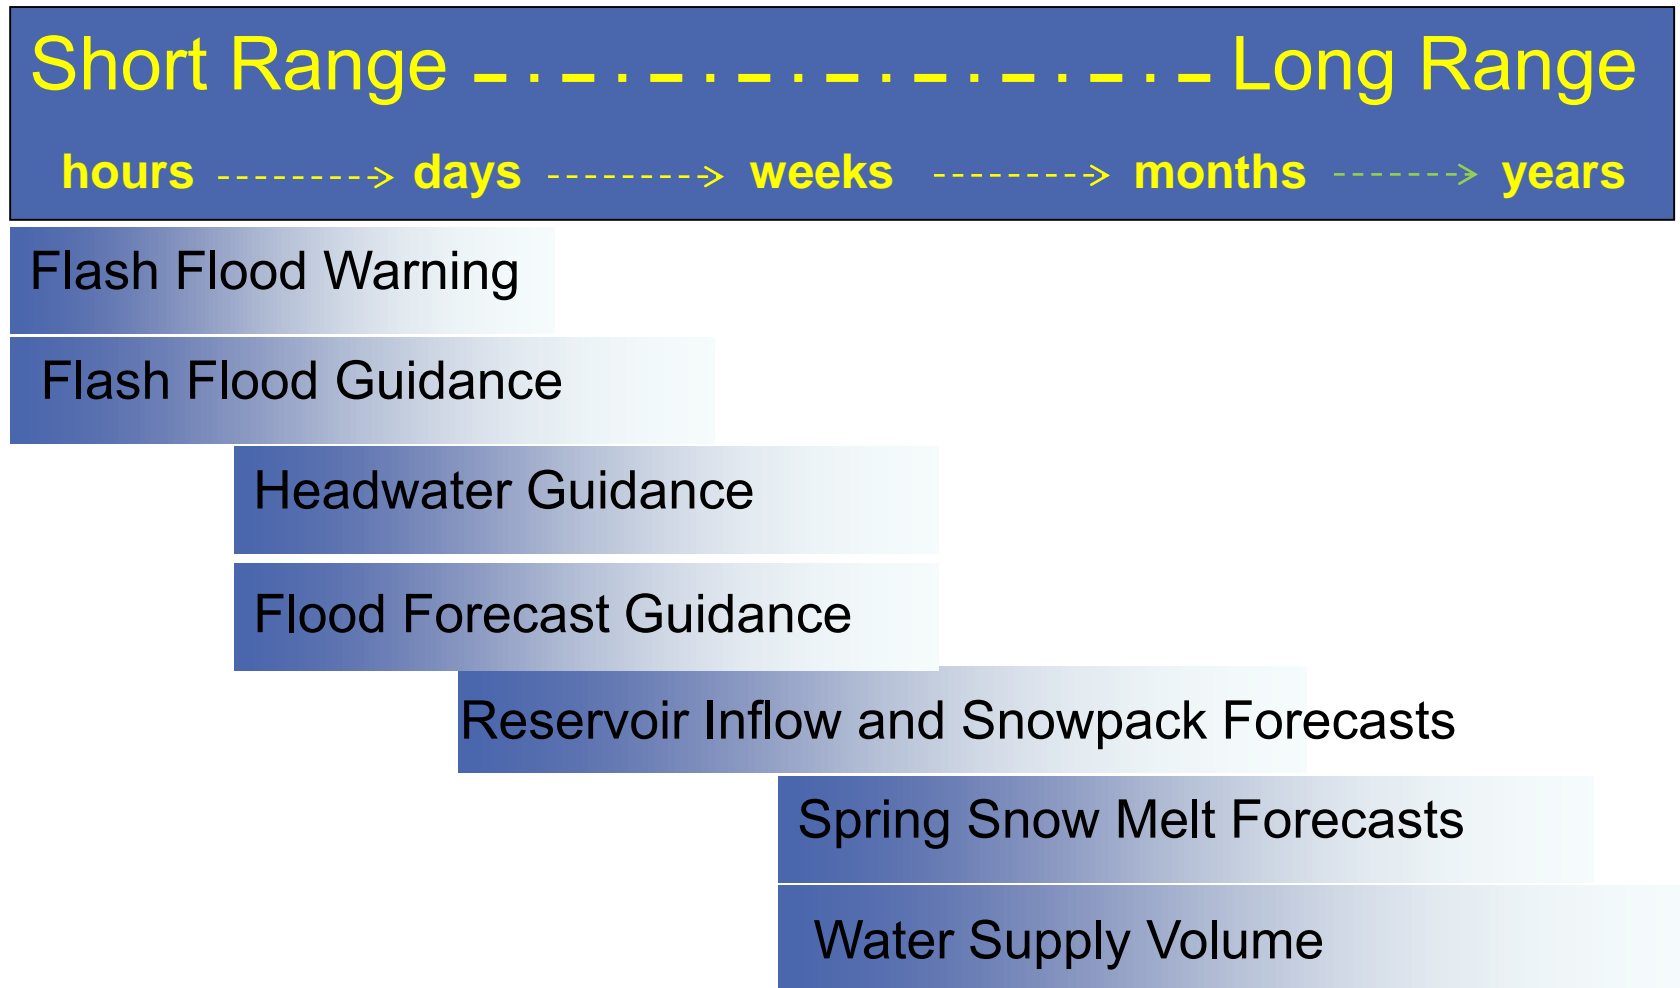 Short Range Long Range
hours days weeks months years
Flash Flood Warning
Flash Flood Guidance
Headwater Guidance
Flood Forecast Guidance
Reservoir Inflow and Snowpack Forecasts
Spring Snow Melt Forecasts
Water Supply Volume